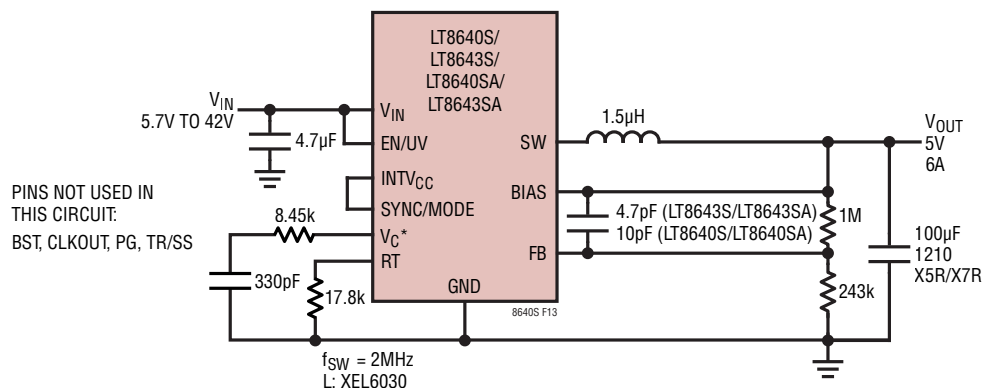 LT8640S/
LT8643S/
LT8640SA/
LT8643SA
VIN
5.7V TO 42V
4.7µF
VIN
EN/UV
INTVCC
SYNC/MODE
VC*
RT
GND
SW
BIAS
FB
1.5µH
VOUT
5V
6A
4.7pF (LT8643S/LT8643SA)
10pF (LT8640S/LT8640SA)
1M
243k
100µF
1210
X5R/X7R
PINS NOT USED IN
THIS CIRCUIT:
BST, CLKOUT, PG, TR/SS
8.45k
330pF
17.8k
8640S F13
fSW = 2MHz
L: XEL6030